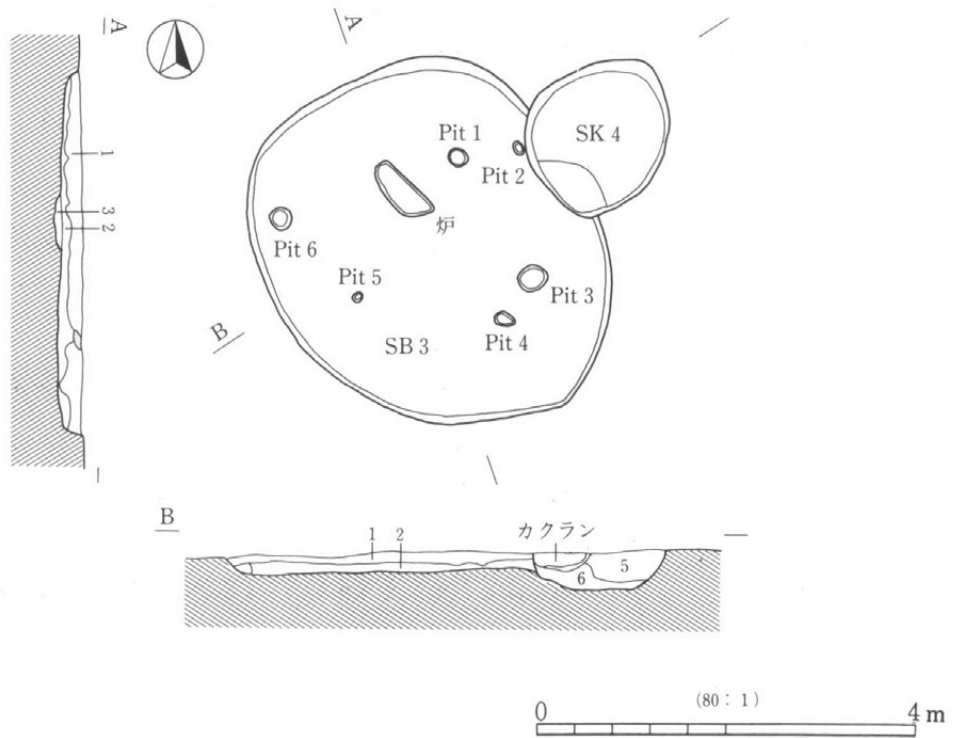 A
A
SK 4
Pit 1
Pit 2
炉
Pit 6
Pit 5
Pit 3
Pit 4
SB 3
B
1
3
2
B
1 2
カクラン
5
6
(80：1)
0
4 m